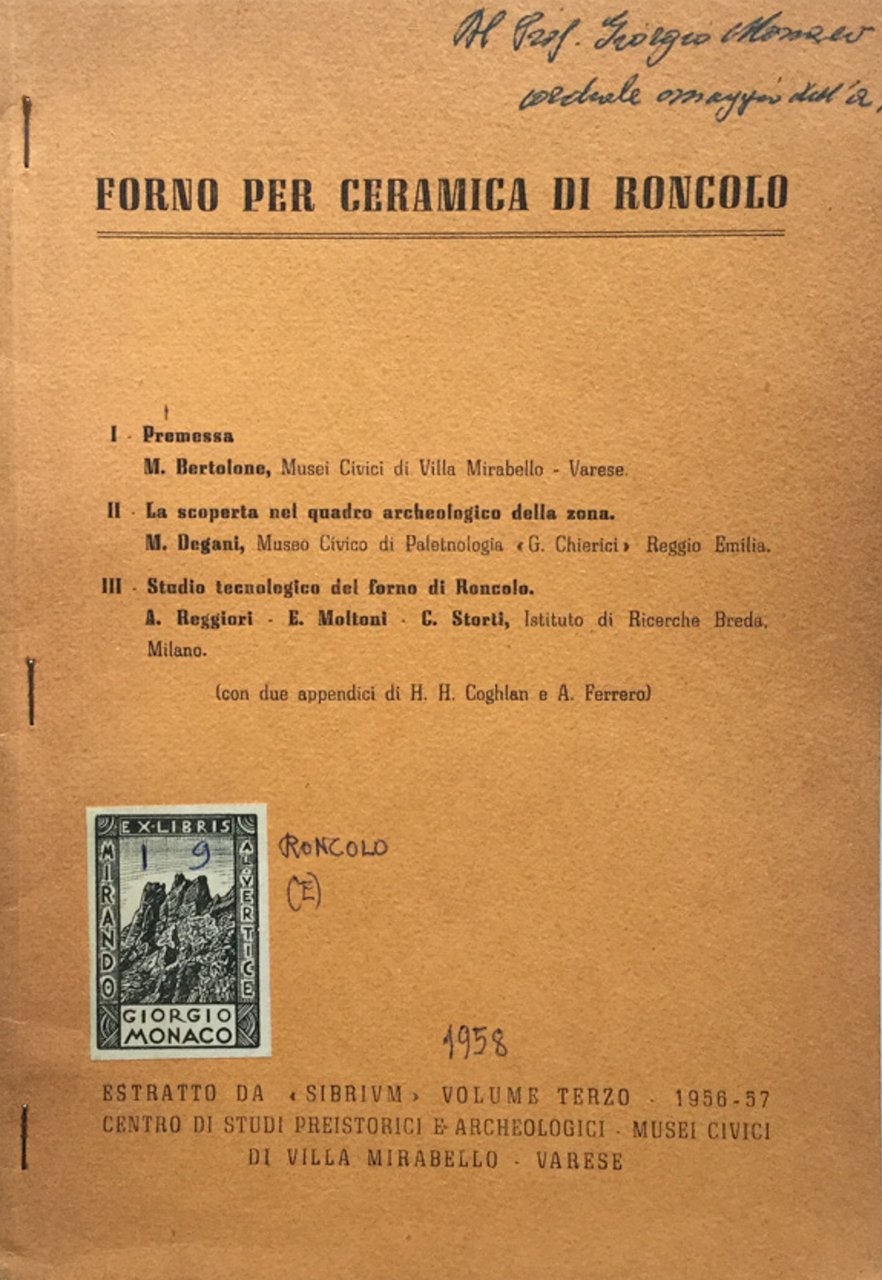 Al Prof. Giorgio Monaco
cordiale omaggio dell'a.
FORNO PER CERAMICA DI RONCOLO
I - Premessa
M. Bertolone, Musei Civici di Villa Mirabello - Varese.
II - La scoperta nel quadro archeologico della zona.
M. Degani, Museo Civico di Paletnologia «G. Chierici» Reggio Emilia.
III - Studio tecnologico del forno di Roncolo.
A. Reggiori - E. Moltoni - C. Storti, Istituto di Ricerche Breda,
Milano.
(con due appendici di H. H. Coghlan e A. Ferrero)
EX-LIBRIS
19
MIRANDO
AL VERTICE
GIORGIO
MONACO
RONCOLO
(E)
1958
ESTRATTO DA «SIBRIVM» VOLUME TERZO - 1956-57
CENTRO DI STUDI PREISTORICI E ARCHEOLOGICI - MUSEI CIVICI
DI VILLA MIRABELLO - VARESE